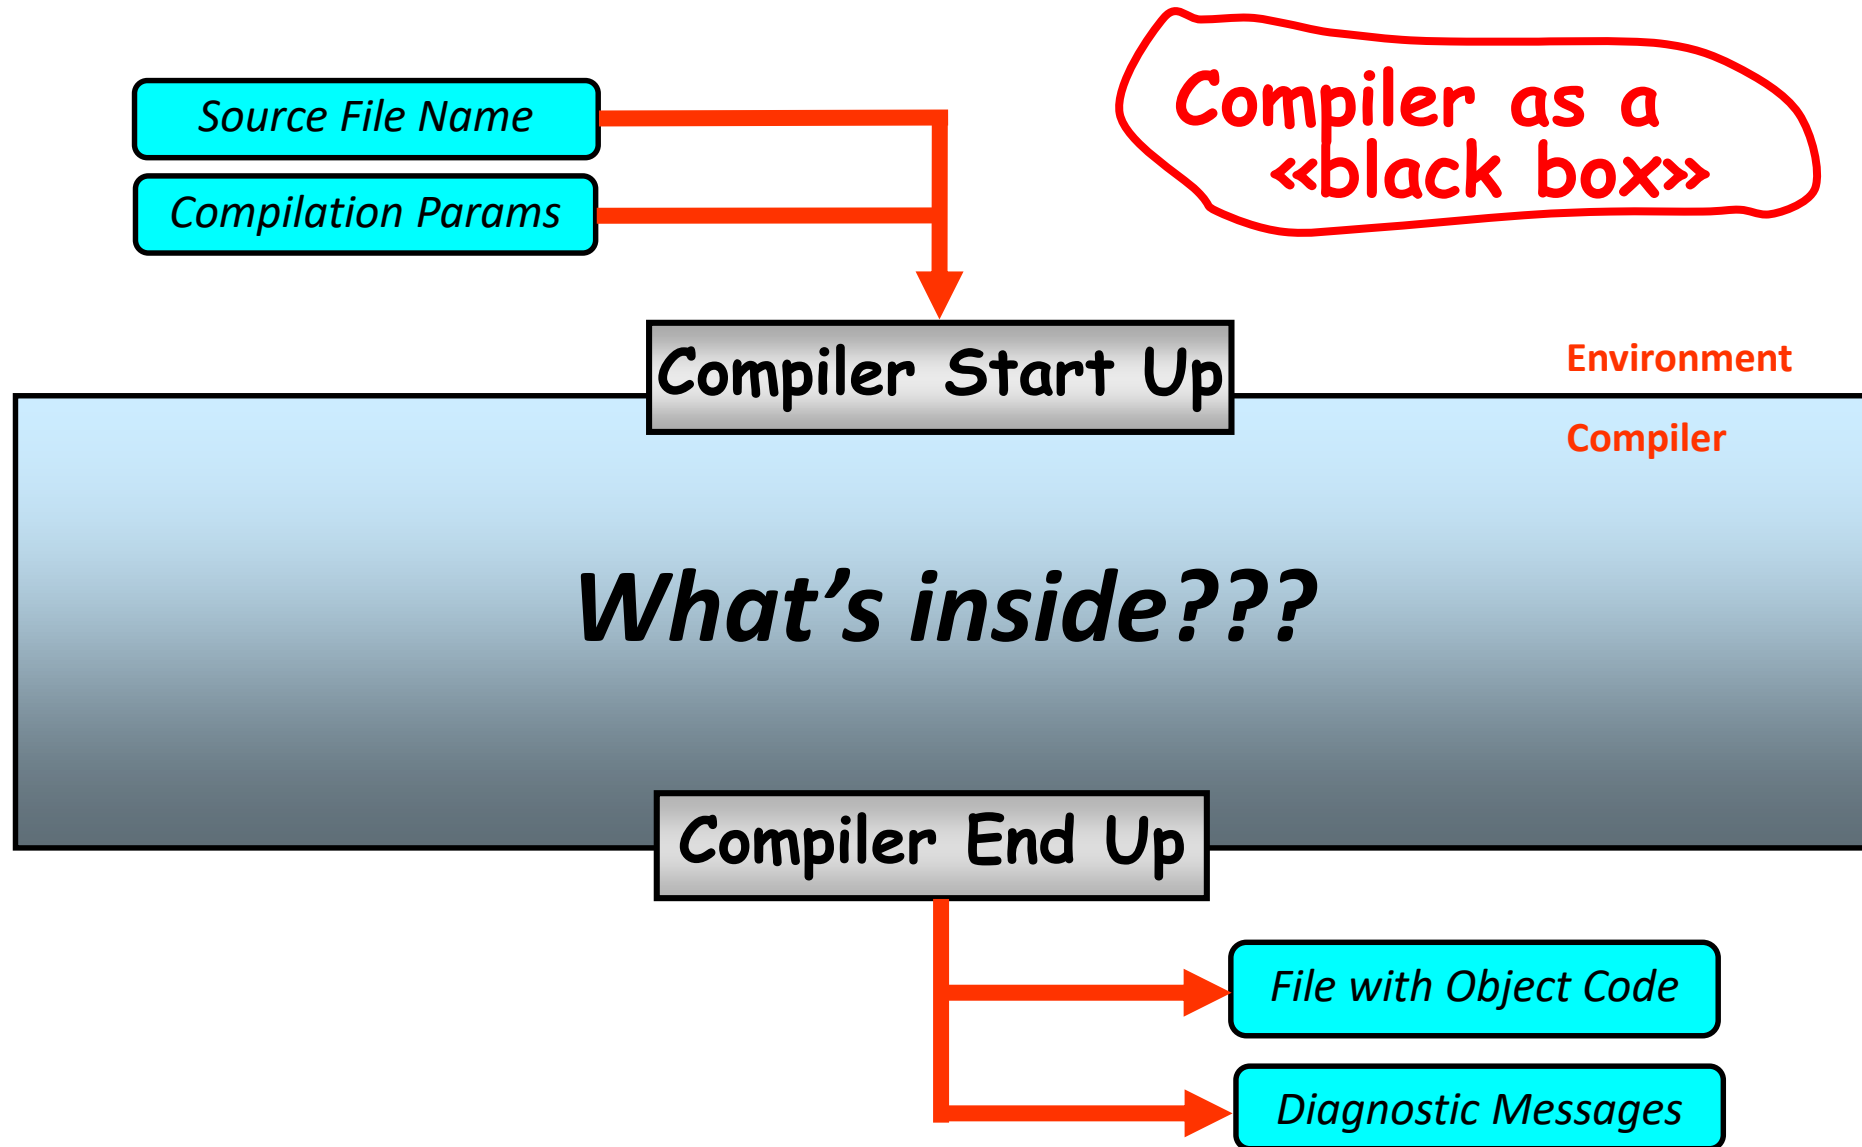 Compiler as a
«black box»
Source File Name
Compilation Params
Compiler Start Up
Environment
Compiler
What’s inside???
Compiler End Up
File with Object Code
Diagnostic Messages